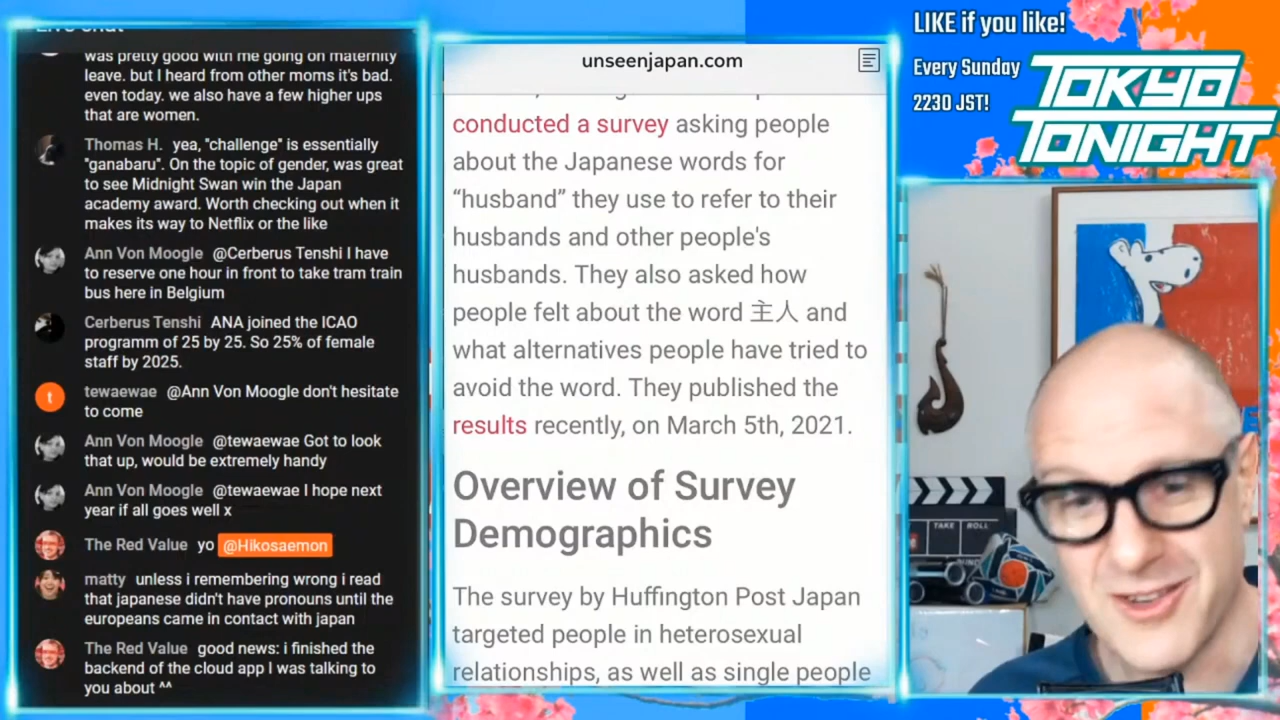 was pretty good with me going on maternity
leave. but I heard from other moms it's bad.
even today. we also have a few higher ups
that are women.
Thomas H. yea, "challenge" is essentially
"ganabaru". On the topic of gender, was great
to see Midnight Swan win the Japan
academy award. Worth checking out when it
makes its way to Netflix or the like
Ann Von Moogle @Cerberus Tenshi I have
to reserve one hour in front to take tram train
bus here in Belgium
Cerberus Tenshi ANA joined the ICAO
programm of 25 by 25. So 25% of female
staff by 2025.
t
tewaewae @Ann Von Moogle don't hesitate
to come
Ann Von Moogle @tewaewae Got to look
that up, would be extremely handy
Ann Von Moogle @tewaewae I hope next
year if all goes well x
The Red Value yo @Hikosaemon
matty unless i remembering wrong i read
that japanese didn't have pronouns until the
europeans came in contact with japan
The Red Value good news: i finished the
backend of the cloud app I was talking to
you about ^^
unseenjapan.com
conducted a survey asking people
about the Japanese words for
“husband” they use to refer to their
husbands and other people's
husbands. They also asked how
people felt about the word 主人 and
what alternatives people have tried to
avoid the word. They published the
results recently, on March 5th, 2021.
Overview of Survey
Demographics
The survey by Huffington Post Japan
targeted people in heterosexual
relationships, as well as single people
LIKE if you like!
Every Sunday
2230 JST!
TOKYO
TONIGHT
TAKE ROLL